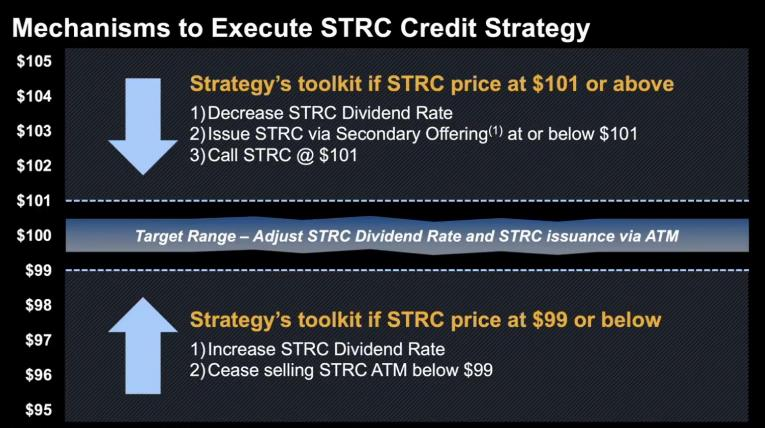 Mechanisms to Execute STRC Credit Strategy
$105
$104
$103
$102
$101
$100
$99
$98
$97
$96
$95
Strategy's toolkit if STRC price at $101 or above
1) Decrease STRC Dividend Rate
2) Issue STRC via Secondary Offering(1) at or below $101
3) Call STRC @ $101
Target Range – Adjust STRC Dividend Rate and STRC issuance via ATM
Strategy's toolkit if STRC price at $99 or below
1) Increase STRC Dividend Rate
2) Cease selling STRC ATM below $99